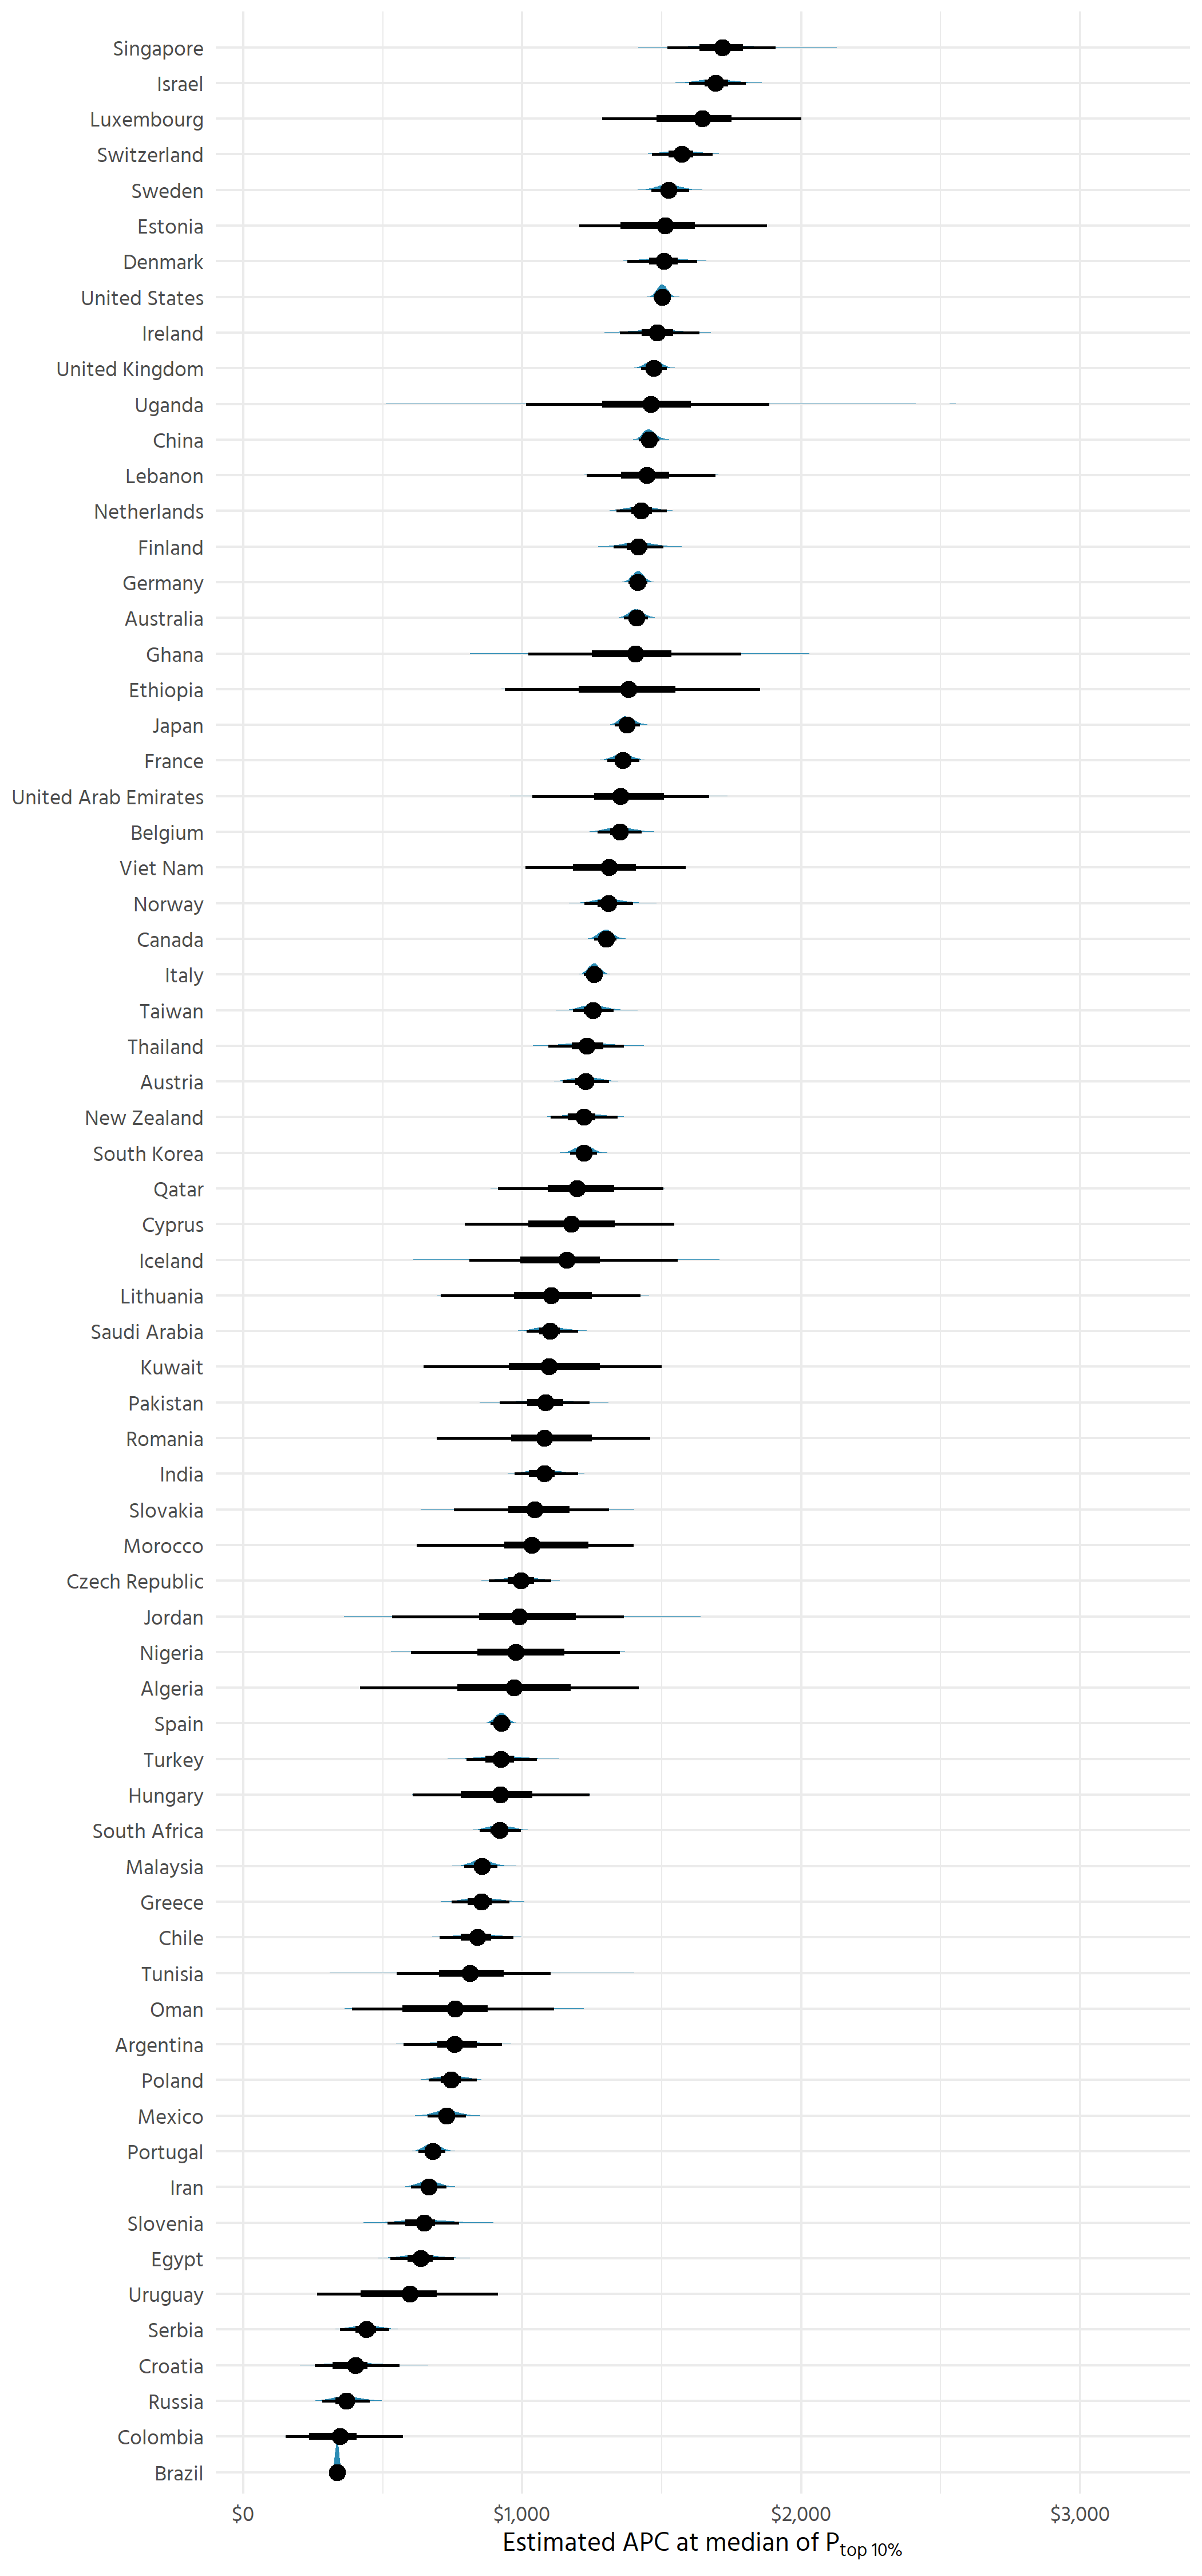 Singapore
Israel
Luxembourg
Switzerland
Sweden
Estonia
Denmark
United States
Ireland
United Kingdom
Uganda
China
Lebanon
Netherlands
Finland
Germany
Australia
Ghana
Ethiopia
Japan
France
United Arab Emirates
Belgium
Viet Nam
Norway
Canada
Italy
Taiwan
Thailand
Austria
New Zealand
South Korea
Qatar
Cyprus
Iceland
Lithuania
Saudi Arabia
Kuwait
Pakistan
Romania
India
Slovakia
Morocco
Czech Republic
Jordan
Nigeria
Algeria
Spain
Turkey
Hungary
South Africa
Malaysia
Greece
Chile
Tunisia
Oman
Argentina
Poland
Mexico
Portugal
Iran
Slovenia
Egypt
Uruguay
Serbia
Croatia
Russia
Colombia
Brazil
$0 $1,000 $2,000 $3,000
Estimated APC at median of P top 10%